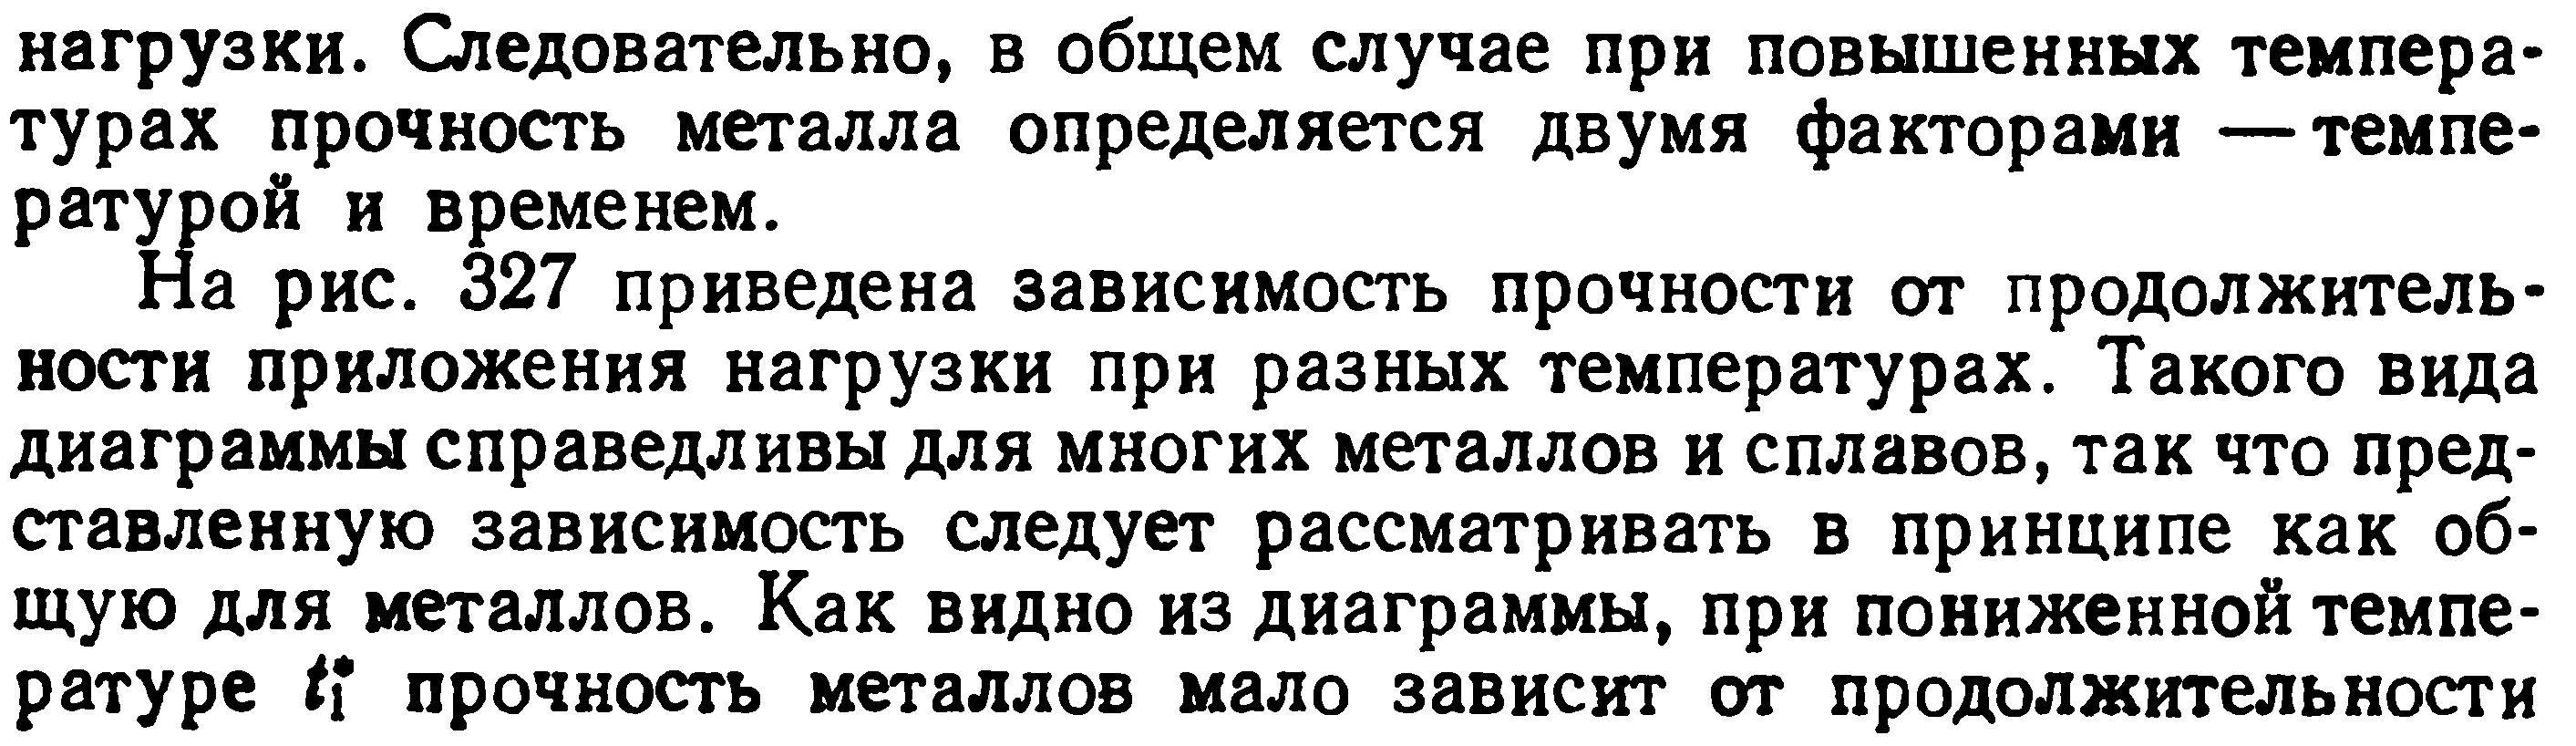 нагрузки. Следовательно, в общем случае при повышенных темпера-
турах прочность металла определяется двумя факторами — темпе-
ратурой и временем.
На рис. 327 приведена зависимость прочности от продолжитель-
ности приложения нагрузки при разных температурах. Такого вида
диаграммы справедливы для многих металлов и сплавов, так что пред-
ставленную зависимость следует рассматривать в принципе как об-
щую для металлов. Как видно из диаграммы, при пониженной темпе-
ратуре t₁* прочность металлов мало зависит от продолжительности